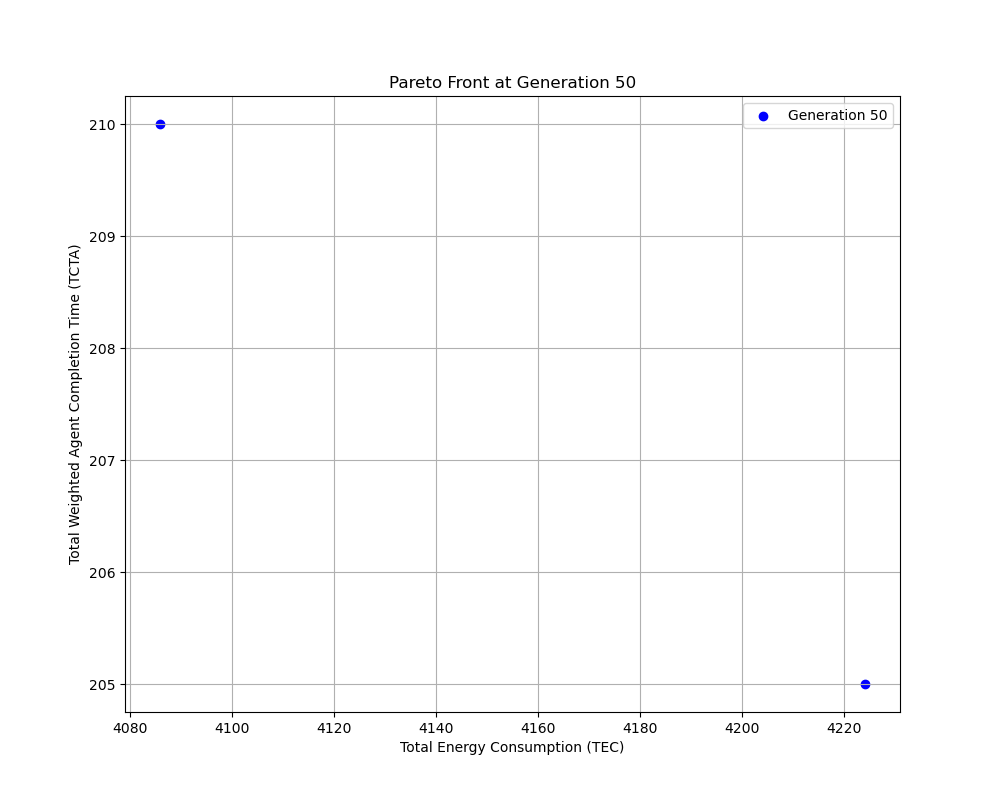 Pareto Front at Generation 50
Generation 50
210
209
208
207
206
205
Total Weighted Agent Completion Time (TCTA)
4080 4100 4120 4140 4160 4180 4200 4220
Total Energy Consumption (TEC)